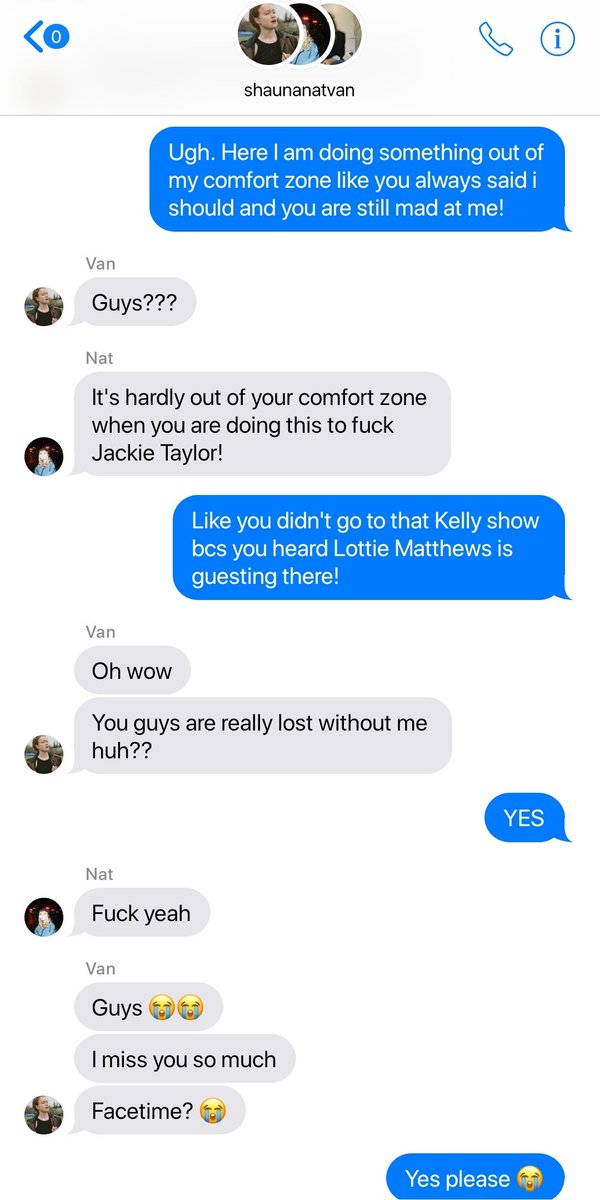 0
shaunanatvan
Ugh. Here I am doing something out of
my comfort zone like you always said i
should and you are still mad at me!
Van
Guys???
Nat
It's hardly out of your comfort zone
when you are doing this to fuck
Jackie Taylor!
Like you didn't go to that Kelly show
bcs you heard Lottie Matthews is
guesting there!
Van
Oh wow
You guys are really lost without me
huh??
YES
Nat
Fuck yeah
Van
Guys 😭😭
I miss you so much
Facetime? 😭
Yes please 😭